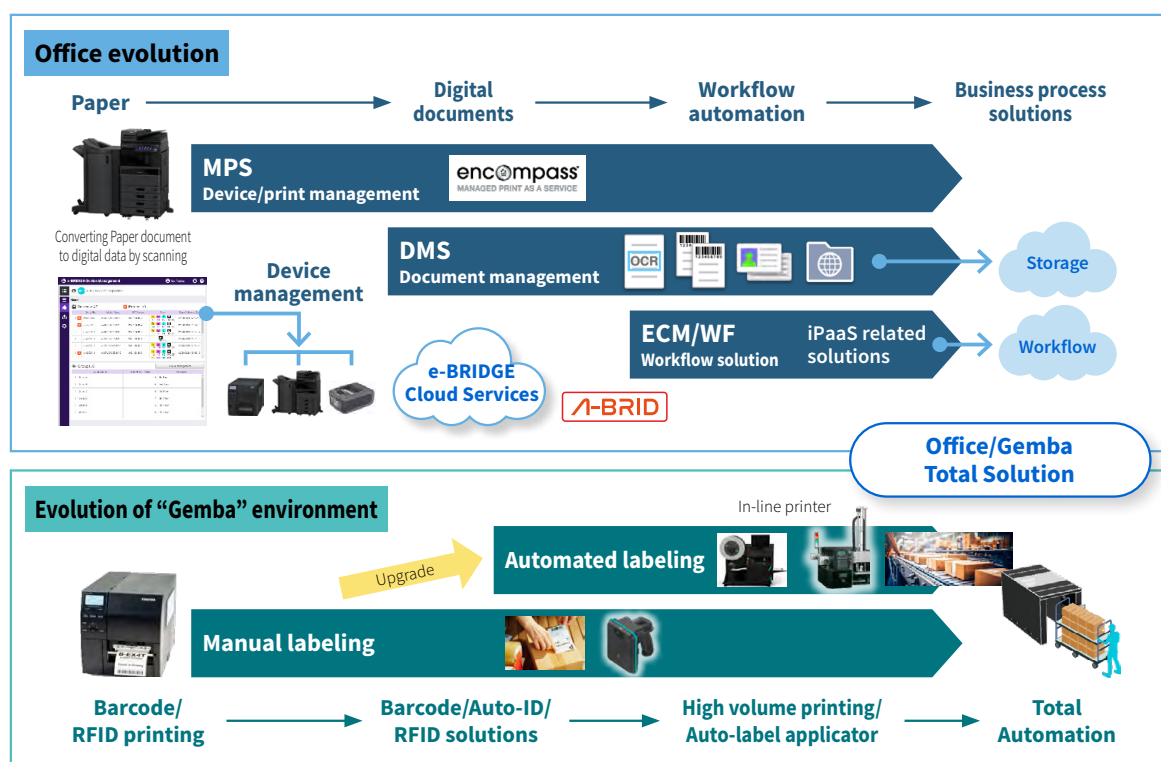 Office evolution
Paper
Digital
documents
Workflow
automation
Business process
solutions
MPS
Device/print management
encompass
MANAGED PRINT AS A SERVICE
Converting Paper document
to digital data by scanning
DMS
Document management
OCR
Storage
Device
management
ECM/WF
Workflow solution
iPaaS related
solutions
Workflow
e-BRIDGE
Cloud Services
A-BRID
Office/Gemba
Total Solution
Evolution of “Gemba” environment
In-line printer
Upgrade
Automated labeling
TOSHIBA
Manual labeling
B-EX4T
Barcode/
RFID printing
Barcode/Auto-ID/
RFID solutions
High volume printing/
Auto-label applicator
Total
Automation